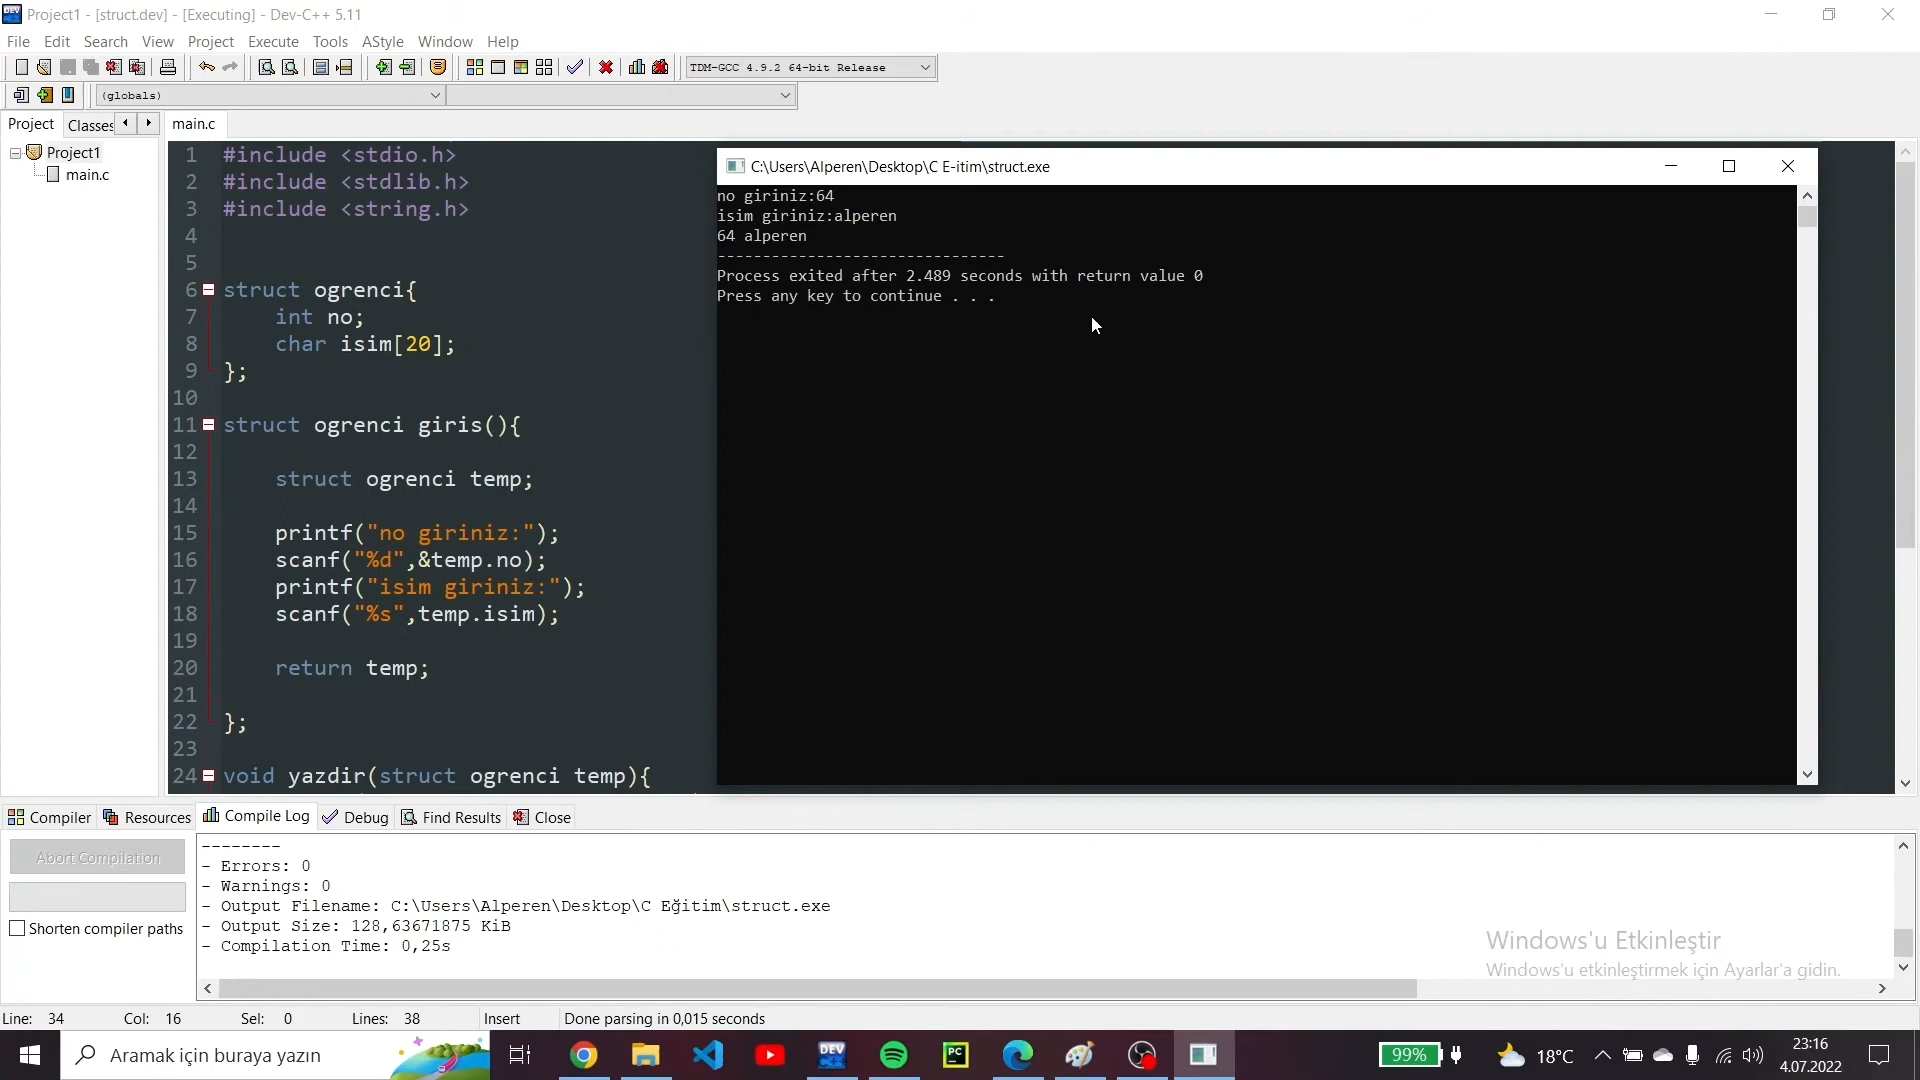 Project1 - [struct.dev] - [Executing] - Dev-C++ 5.11
File Edit Search View Project Execute Tools AStyle Window Help
TDM-GCC 4.9.2 64-bit Release
(globals)
Project Classes main.c
Project1
main.c
1 #include <stdio.h>
2 #include <stdlib.h>
3 #include <string.h>
4
5
6 struct ogrenci{
7 int no;
8 char isim[20];
9 };
10
11 struct ogrenci giris(){
12
13 struct ogrenci temp;
14
15 printf("no giriniz:");
16 scanf("%d",&temp.no);
17 printf("isim giriniz:");
18 scanf("%s",temp.isim);
19
20 return temp;
21
22 };
23
24 void yazdir(struct ogrenci temp){
C:\Users\Alperen\Desktop\C E-itim\struct.exe
no giriniz:64
isim giriniz:alperen
64 alperen
--------------------------------
Process exited after 2.489 seconds with return value 0
Press any key to continue . . .
Compiler Resources Compile Log Debug Find Results Close
Abort Compilation
Shorten compiler paths
--------
- Errors: 0
- Warnings: 0
- Output Filename: C:\Users\Alperen\Desktop\C Eğitim\struct.exe
- Output Size: 128,63671875 KiB
- Compilation Time: 0,25s
Windows'u Etkinleştir
Windows'u etkinleştirmek için Ayarlar'a gidin.
Line: 34 Col: 16 Sel: 0 Lines: 38 Insert Done parsing in 0,015 seconds
Aramak için buraya yazın
DEV
PC
99%
18°C
23:16
4.07.2022